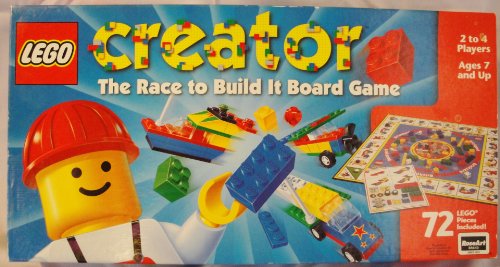 LEGO
creator
The Race to Build It Board Game
2 to 4
Players
Ages 7
and Up
72
LEGO®
Pieces
Included!
RoseArt